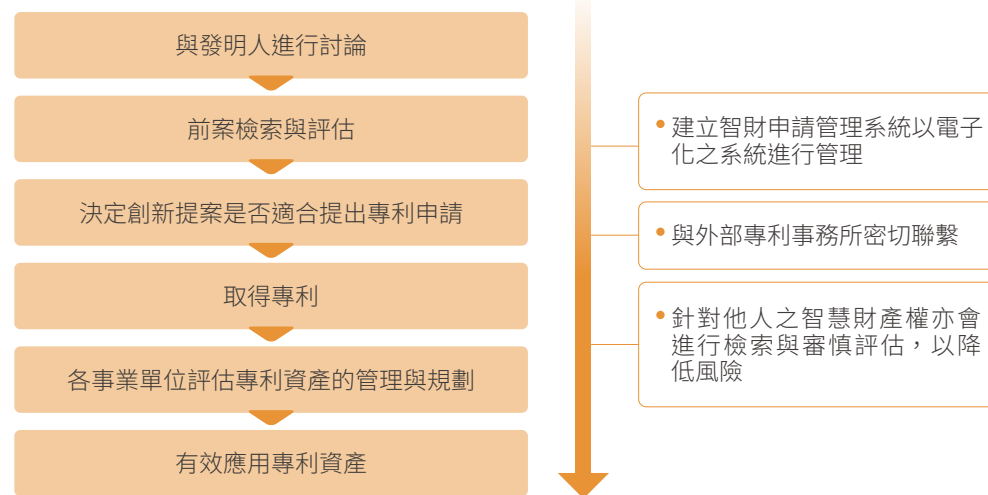 與發明人進行討論
前案檢索與評估
決定創新提案是否適合提出專利申請
取得專利
各事業單位評估專利資產的管理與規劃
有效應用專利資產
• 建立智財申請管理系統以電子
化之系統進行管理
• 與外部專利事務所密切聯繫
• 針對他人之智慧財產權亦會
進行檢索與審慎評估，以降
低風險